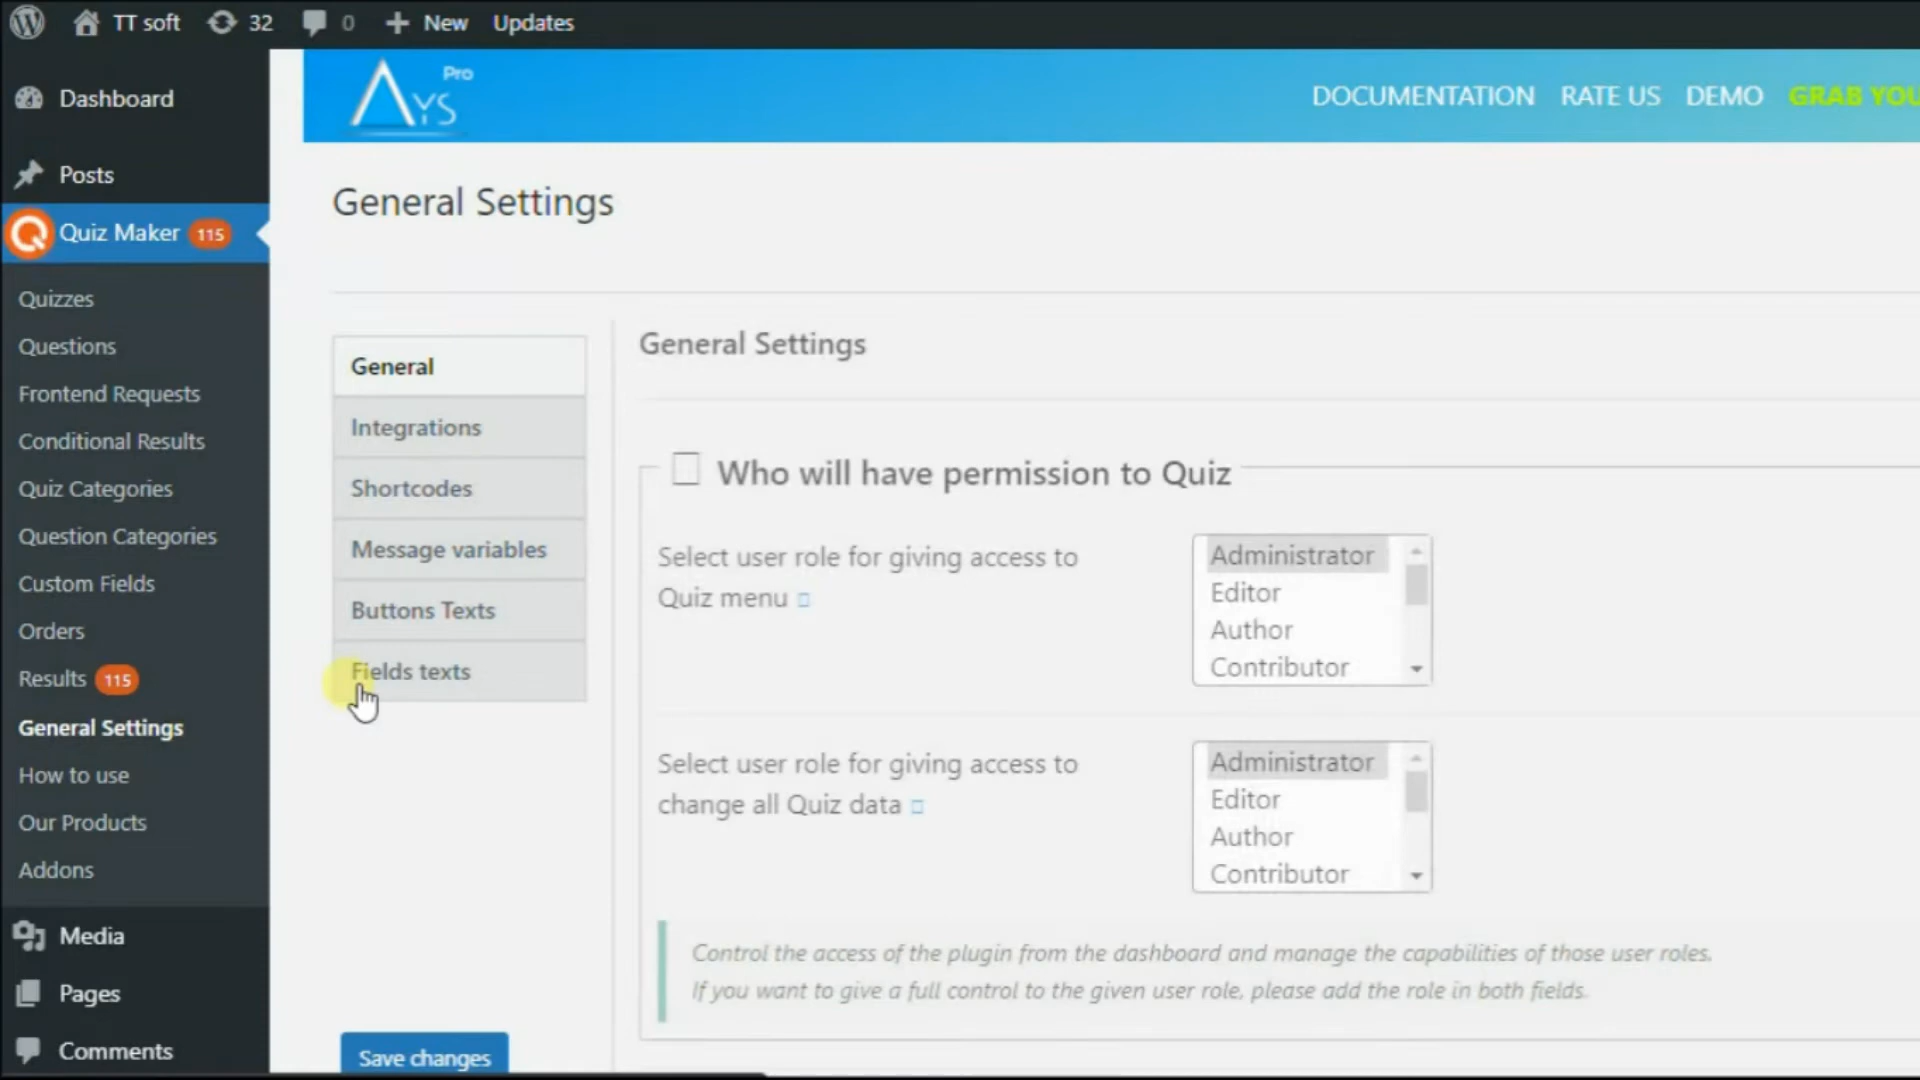 TT soft
32
0
New
Updates
Dashboard
Posts
Quiz Maker 115
Quizzes
Questions
Frontend Requests
Conditional Results
Quiz Categories
Question Categories
Custom Fields
Orders
Results 115
General Settings
How to use
Our Products
Addons
Media
Pages
Comments
AYS Pro
DOCUMENTATION RATE US DEMO GRAB YOU
General Settings
General
Integrations
Shortcodes
Message variables
Buttons Texts
Fields texts
Save changes
General Settings
Who will have permission to Quiz
Select user role for giving access to
Quiz menu
Administrator
Editor
Author
Contributor
Select user role for giving access to
change all Quiz data
Administrator
Editor
Author
Contributor
Control the access of the plugin from the dashboard and manage the capabilities of those user roles.
If you want to give a full control to the given user role, please add the role in both fields.